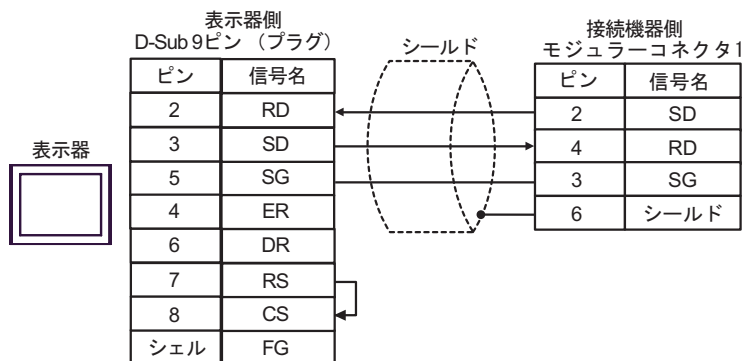 表示器側
D-Sub 9ピン (プラグ)
ピン 信号名
2 RD
3 SD
5 SG
4 ER
6 DR
7 RS
8 CS
シェル FG
表示器
シールド
接続機器側
モジュラーコネクタ1
ピン 信号名
2 SD
4 RD
3 SG
6 シールド